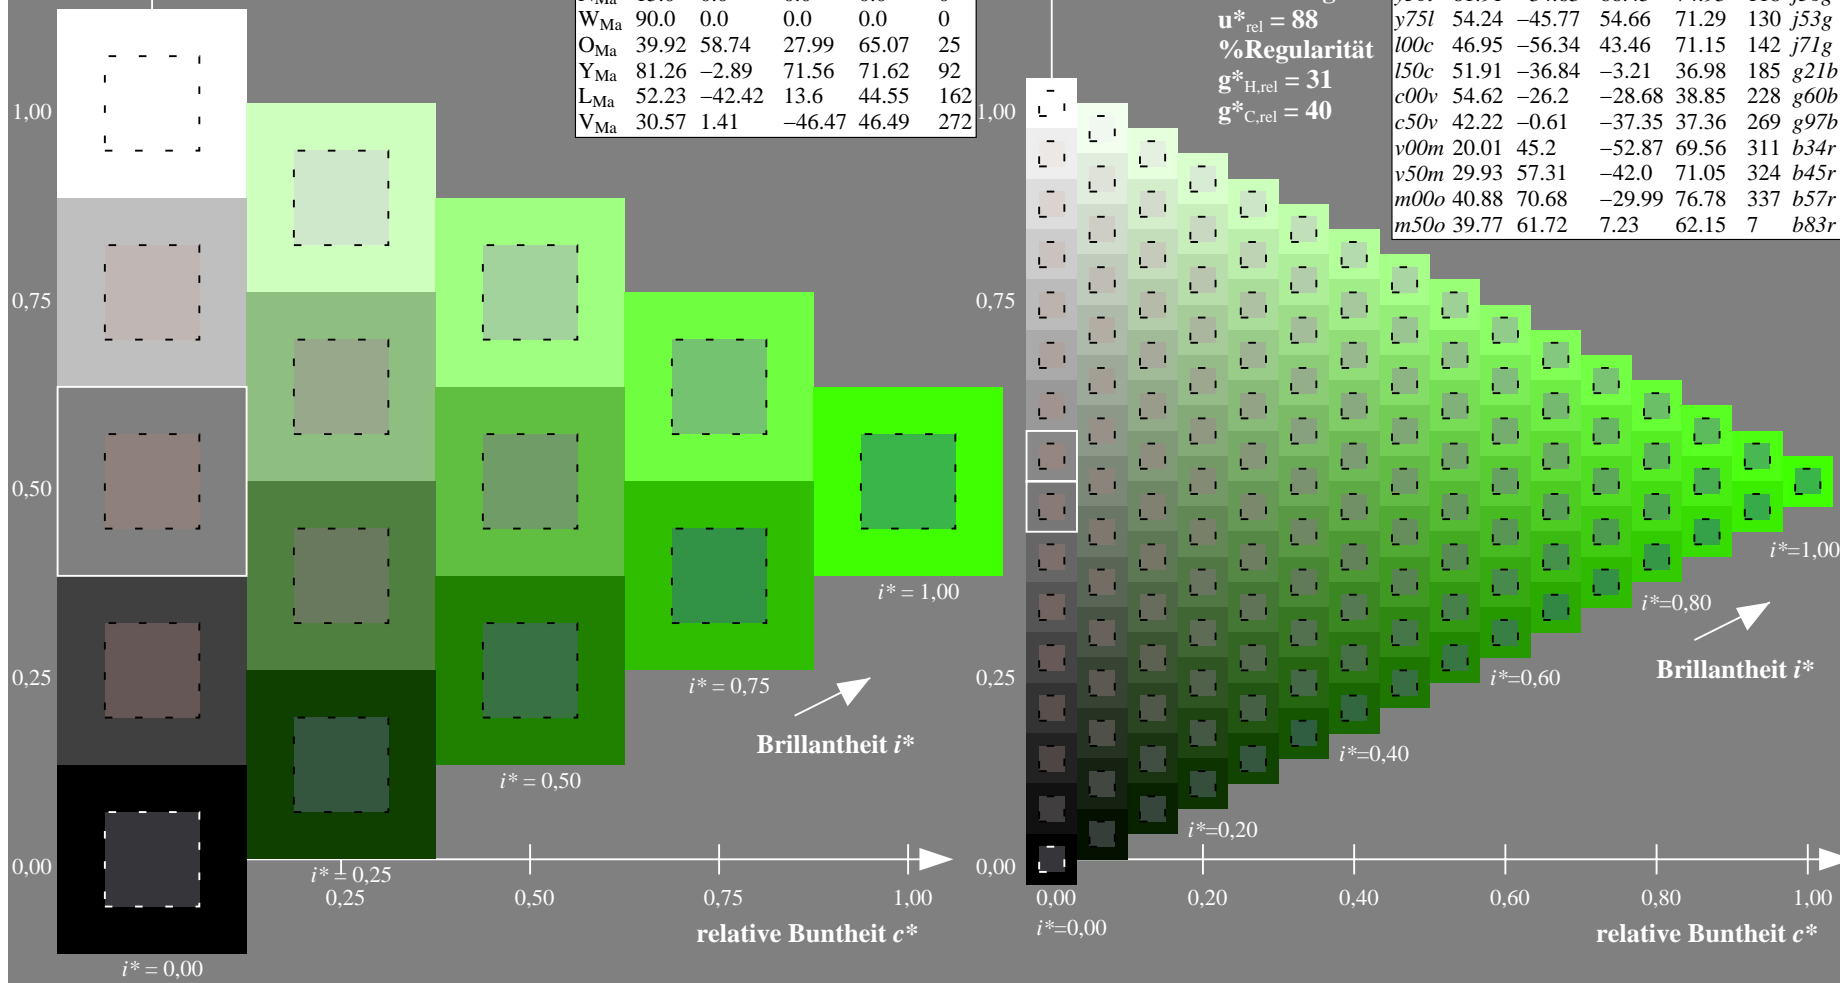 W_Ma 90.0 0.0 0.0 0.0 0
O_Ma 39.92 58.74 27.99 65.07 25
Y_Ma 81.26 −2.89 71.56 71.62 92
L_Ma 52.23 −42.42 13.6 44.55 162
V_Ma 30.57 1.41 −46.47 46.49 272
u*rel = 88
%Regularität
g*H,rel = 31
g*C,rel = 40
y75l 54.24 −45.77 54.66 71.29 130 j53g
l00c 46.95 −56.34 43.46 71.15 142 j71g
l50c 51.91 −36.84 −3.21 36.98 185 g21b
c00v 54.62 −26.2 −28.68 38.85 228 g60b
c50v 42.22 −0.61 −37.35 37.36 269 g97b
v00m 20.01 45.2 −52.87 69.56 311 b34r
v50m 29.93 57.31 −42.0 71.05 324 b45r
m00o 40.88 70.68 −29.99 76.78 337 b57r
m50o 39.77 61.72 7.23 62.15 7 b83r
1,00
0,75
0,50
0,25
0,00
i* = 1,00
i* = 0,75
Brillantheit i*
i* = 0,50
i* = 0,25
0,25 0,50 0,75 1,00
relative Buntheit c*
i* = 0,00
1,00
0,75
0,50
0,25
0,00
i*=1,00
i*=0,80
Brillantheit i*
i*=0,60
i*=0,40
i*=0,20
0,00 0,20 0,40 0,60 0,80 1,00
i*=0,00
relative Buntheit c*